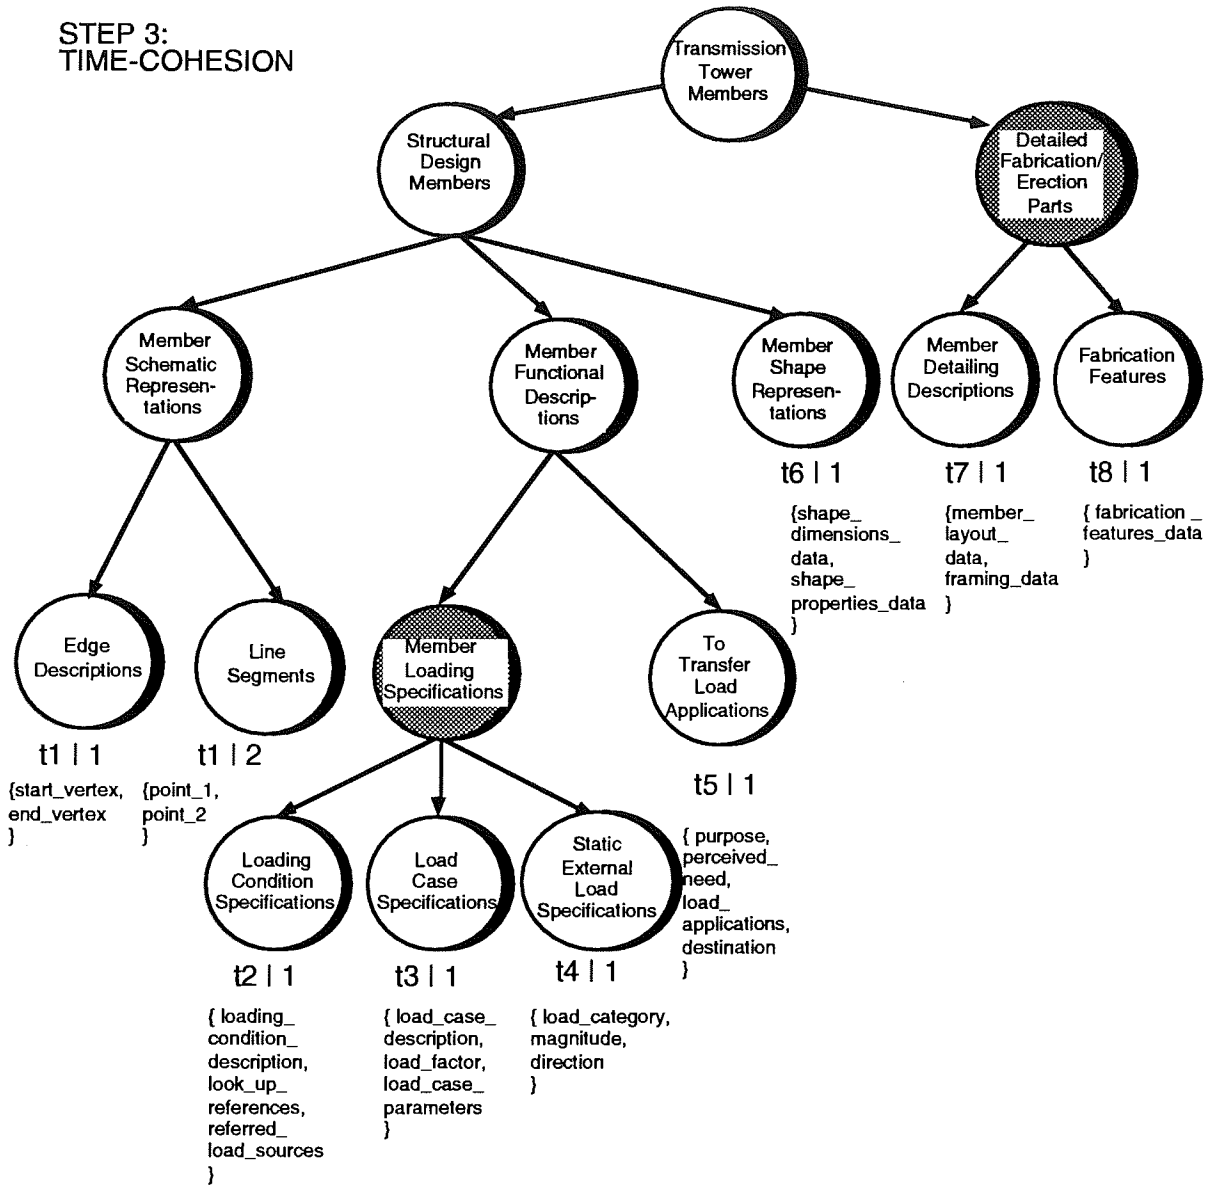 STEP 3:
TIME-COHESION
Transmission
Tower
Members
Structural
Design
Members
Detailed
Fabrication/
Erection
Parts
Member
Schematic
Represen-
tations
Member
Functional
Descrip-
tions
Member
Shape
Represen-
tations
Member
Detailing
Descriptions
Fabrication
Features
t6 | 1
{shape_
dimensions_
data,
shape_
properties_data
}
t7 | 1
{member_
layout_
data,
framing_data
}
t8 | 1
{ fabrication _
features_data
}
Edge
Descriptions
Line
Segments
Member
Loading
Specifications
To
Transfer
Load
Applications
t1 | 1
{start_vertex,
end_vertex
}
t1 | 2
{point_1,
point_2
}
t5 | 1
{ purpose,
perceived_
need,
load_
applications,
destination
}
Loading
Condition
Specifications
Load
Case
Specifications
Static
External
Load
Specifications
t2 | 1
{ loading_
condition_
description,
look_up_
references,
referred_
load_sources
}
t3 | 1
{ load_case_
description,
load_factor,
load_case_
parameters
}
t4 | 1
{ load_category,
magnitude,
direction
}